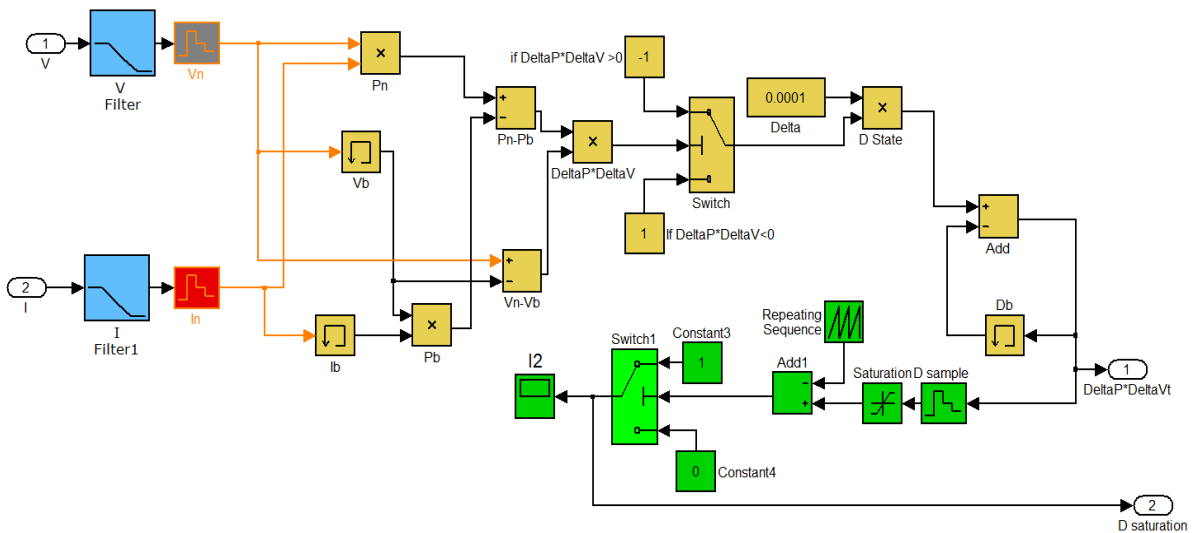 1
V
V
Filter
Vn
×
Pn
if DeltaP*DeltaV >0
-1
0.0001
Delta
×
D State
+
−
Pn-Pb
×
DeltaP*DeltaV
Vb
Switch
1
If DeltaP*DeltaV<0
+
−
Add
2
I
I
Filter1
In
Ib
×
Pb
+
−
Vn-Vb
Db
Repeating
Sequence
Switch1
Constant3
1
Add1
−
+
Saturation
D sample
1
DeltaP*DeltaVt
I2
0
Constant4
2
D saturation